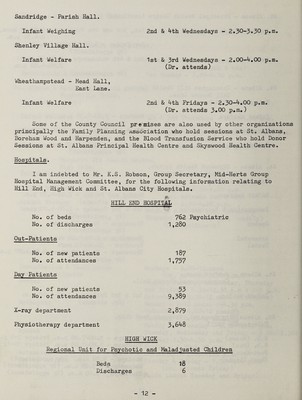 Sandridge - Parish Hall.
Infant Weighing 2nd & 4th Wednesdays - 2.30-3.30 p.m.
Shenley Village Hall.
Infant Welfare 1st & 3rd Wednesdays - 2.00-4.00 p.m.
(Dr. attends)
Wheathampstead - Mead Hall,
East Lane.
Infant Welfare 2nd & 4th Fridays - 2.30-4.00 p.m.
(Dr. attends 3.00 p.m.)
Some of the County Council premises are also used by other organisations
principally the Family Planning Association who hold sessions at St. Albans,
Boreham Wood and Harpenden, and the Blood Transfusion Service who hold Donor
Sessions at St. Albans Principal Health Centre and Skyswood Health Centre.
Hospitals.
I am indebted to Mr. K.S. Robson, Group Secretary, Mid-Herts Group
Hospital Management Committee, for the following information relating to
Hill End, High Wick and St. Albans City Hospitals.
HILL END HOSPITAL
No. of beds 762 Psychiatric
No. of discharges 1,280
Out-Patients
No. of new patients 187
No. of attendances 1,757
Day Patients
No. of new patients 53
No. of attendances 9,389
X-ray department 2,879
Physiotherapy department 3,648
HIGH WICK
Regional Unit for Psychotic and Maladjusted Children
Beds 18
Discharges 6
- 12 -